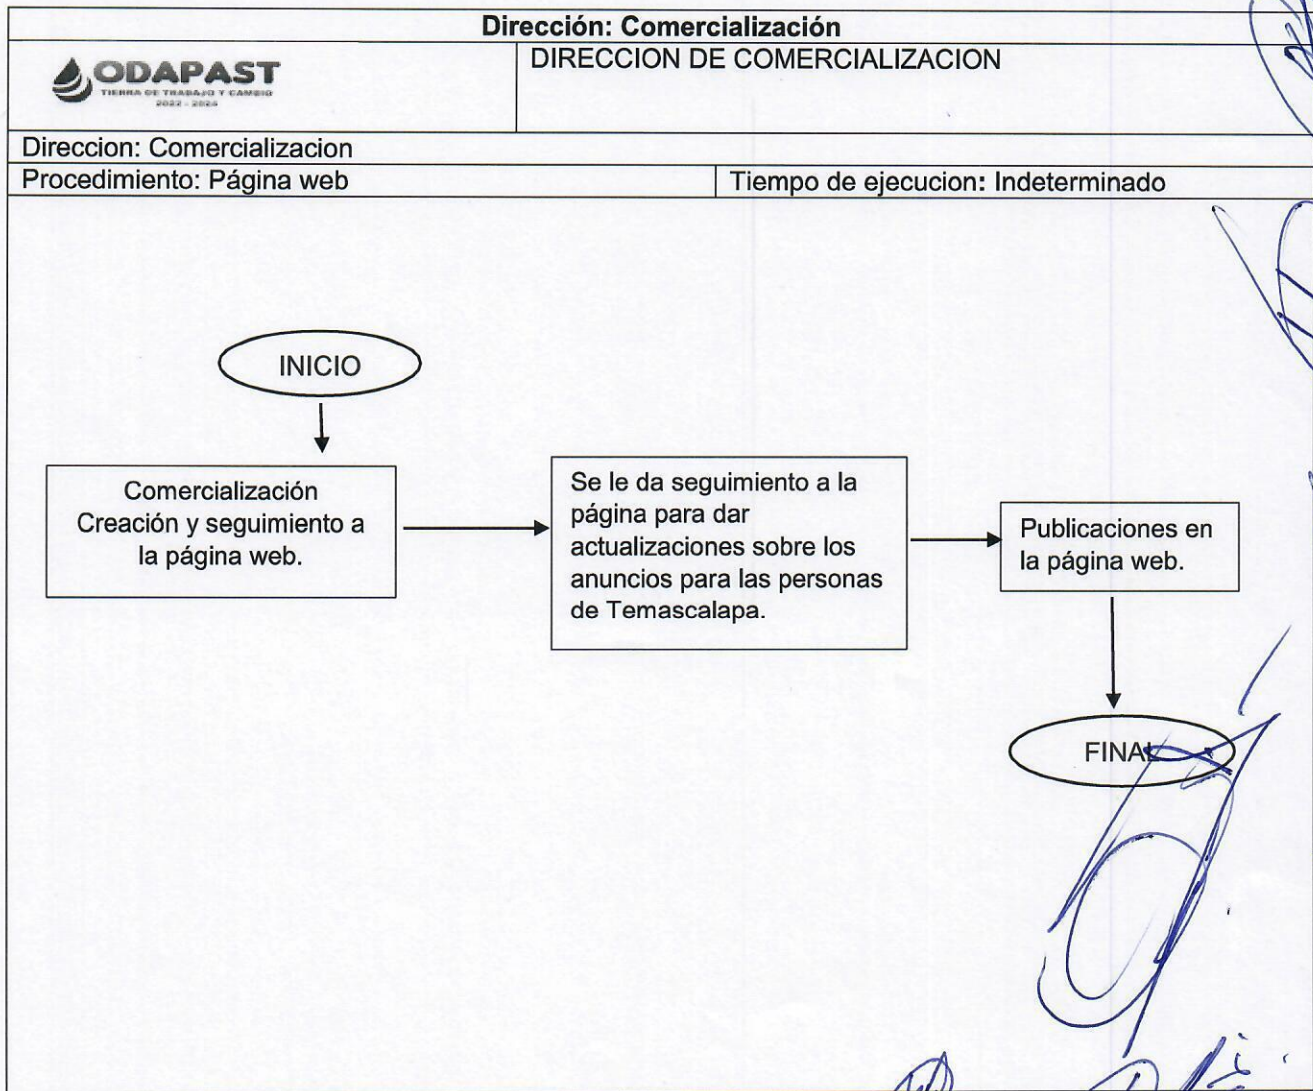 Dirección: Comercialización
ODAPAST
TIERRA DE TRABAJO Y CAMBIO
2022 - 2024
DIRECCION DE COMERCIALIZACION
Direccion: Comercializacion
Procedimiento: Página web
Tiempo de ejecucion: Indeterminado
INICIO
Comercialización
Creación y seguimiento a
la página web.
Se le da seguimiento a la
página para dar
actualizaciones sobre los
anuncios para las personas
de Temascalapa.
Publicaciones en
la página web.
FINAL